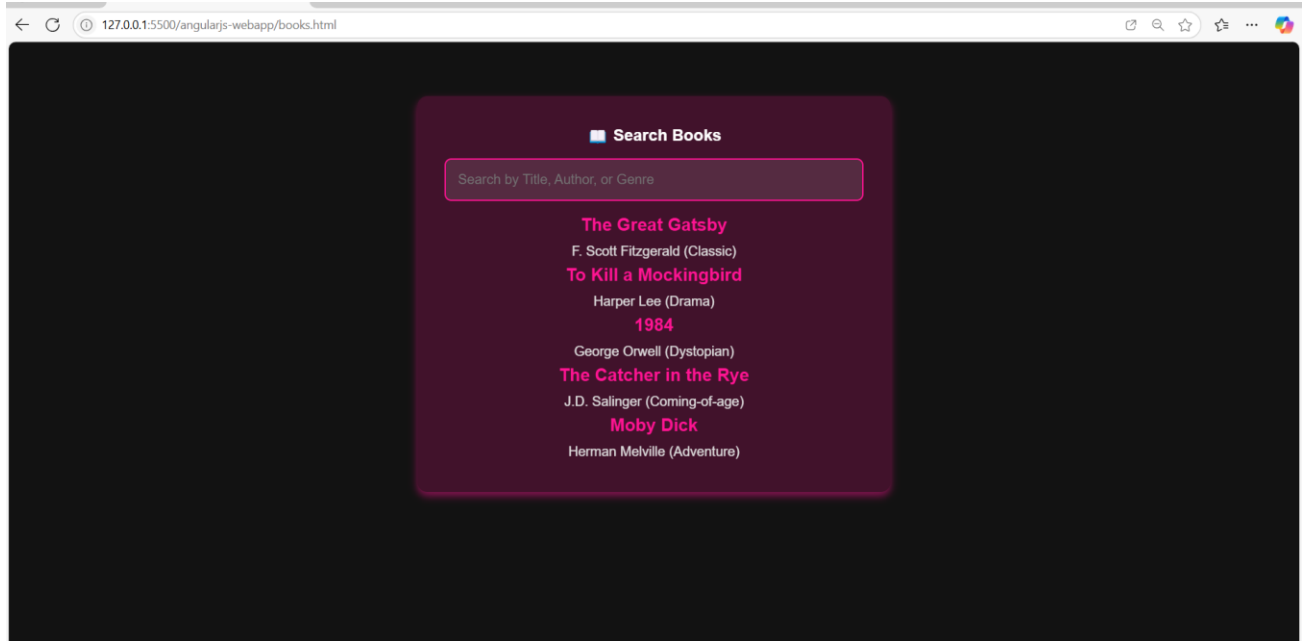 127.0.0.1:5500/angularjs-webapp/books.html
📖 Search Books
Search by Title, Author, or Genre
The Great Gatsby
F. Scott Fitzgerald (Classic)
To Kill a Mockingbird
Harper Lee (Drama)
1984
George Orwell (Dystopian)
The Catcher in the Rye
J.D. Salinger (Coming-of-age)
Moby Dick
Herman Melville (Adventure)